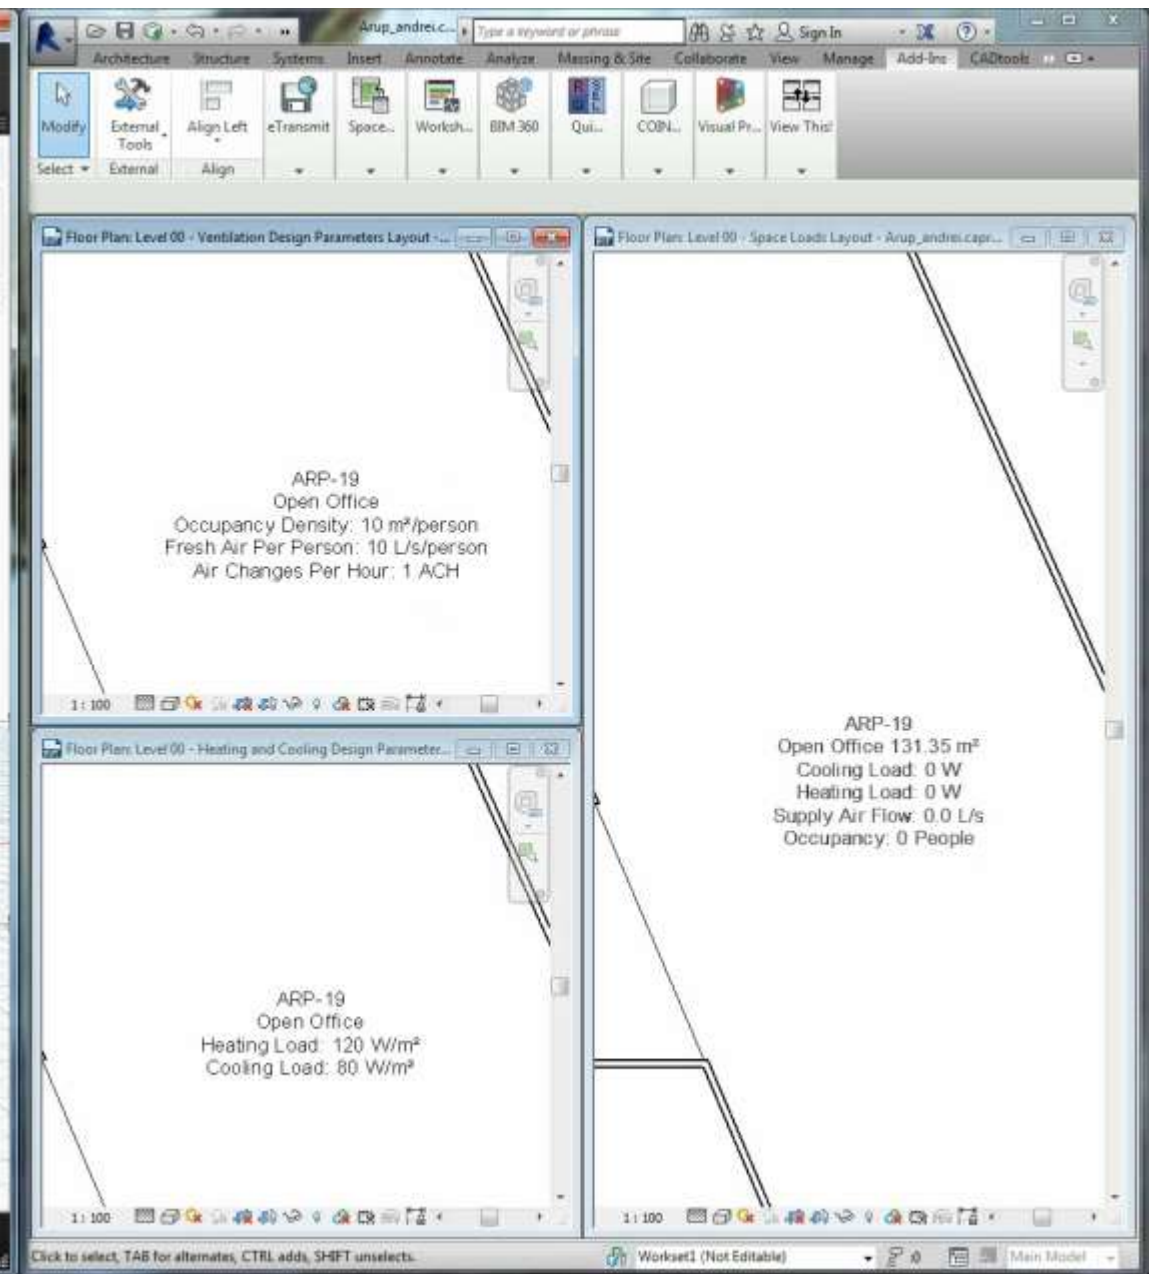 Arup_andrei.c...
Type a keyword or phrase
Sign In
Architecture Structure Systems Insert Annotate Analyze Massing & Site Collaborate View Manage Add-Ins CADtools
Modify
External Tools
Align Left
eTransmit
Space...
Worksh...
BIM 360
Qui...
COIN...
Visual Pr...
View This!
Select External Align
Floor Plan: Level 00 - Ventilation Design Parameters Layout -...
ARP-19
Open Office
Occupancy Density: 10 m²/person
Fresh Air Per Person: 10 L/s/person
Air Changes Per Hour: 1 ACH
1 : 100
Floor Plan: Level 00 - Heating and Cooling Design Parameter...
ARP-19
Open Office
Heating Load: 120 W/m²
Cooling Load: 80 W/m²
1 : 100
Floor Plan: Level 00 - Space Loads Layout - Arup_andrei.capr...
ARP-19
Open Office 131.35 m²
Cooling Load: 0 W
Heating Load: 0 W
Supply Air Flow: 0.0 L/s
Occupancy: 0 People
1 : 100
Click to select, TAB for alternates, CTRL adds, SHIFT unselects.
Workset1 (Not Editable)
:0
Main Model